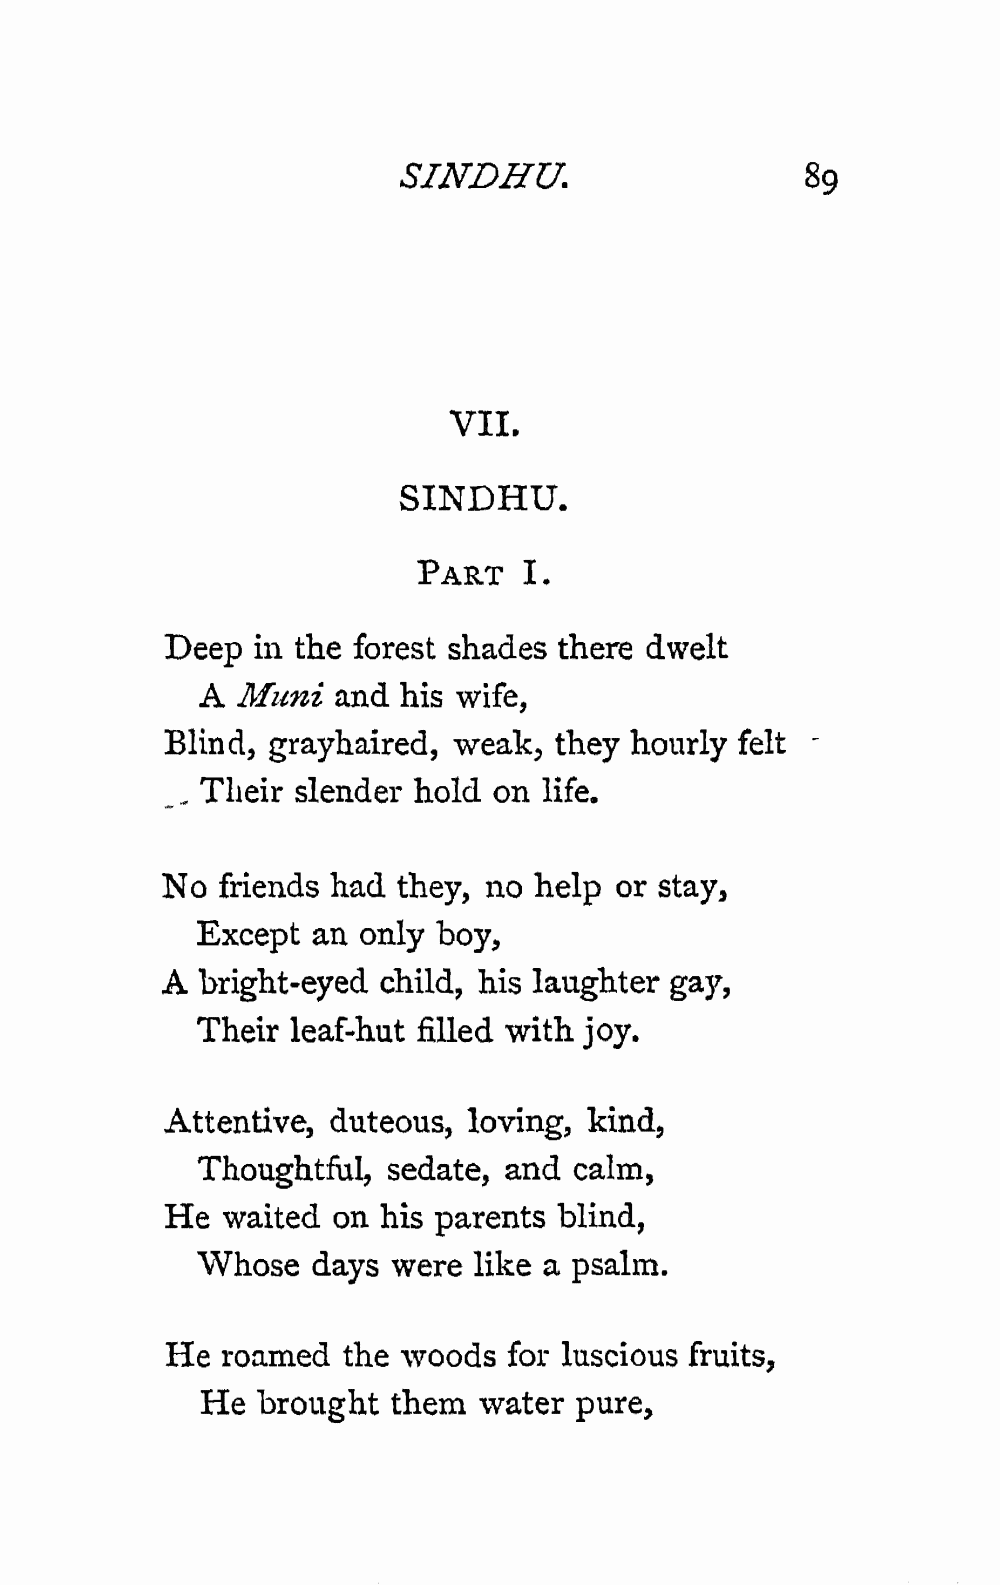 SINDHU. 89
VII.
SINDHU.
PART I.
Deep in the forest shades there dwelt
A Muni and his wife,
Blind, grayhaired, weak, they hourly felt
Their slender hold on life.
No friends had they, no help or stay,
Except an only boy,
A bright-eyed child, his laughter gay,
Their leaf-hut filled with joy.
Attentive, duteous, loving, kind,
Thoughtful, sedate, and calm,
He waited on his parents blind,
Whose days were like a psalm.
He roamed the woods for luscious fruits,
He brought them water pure,